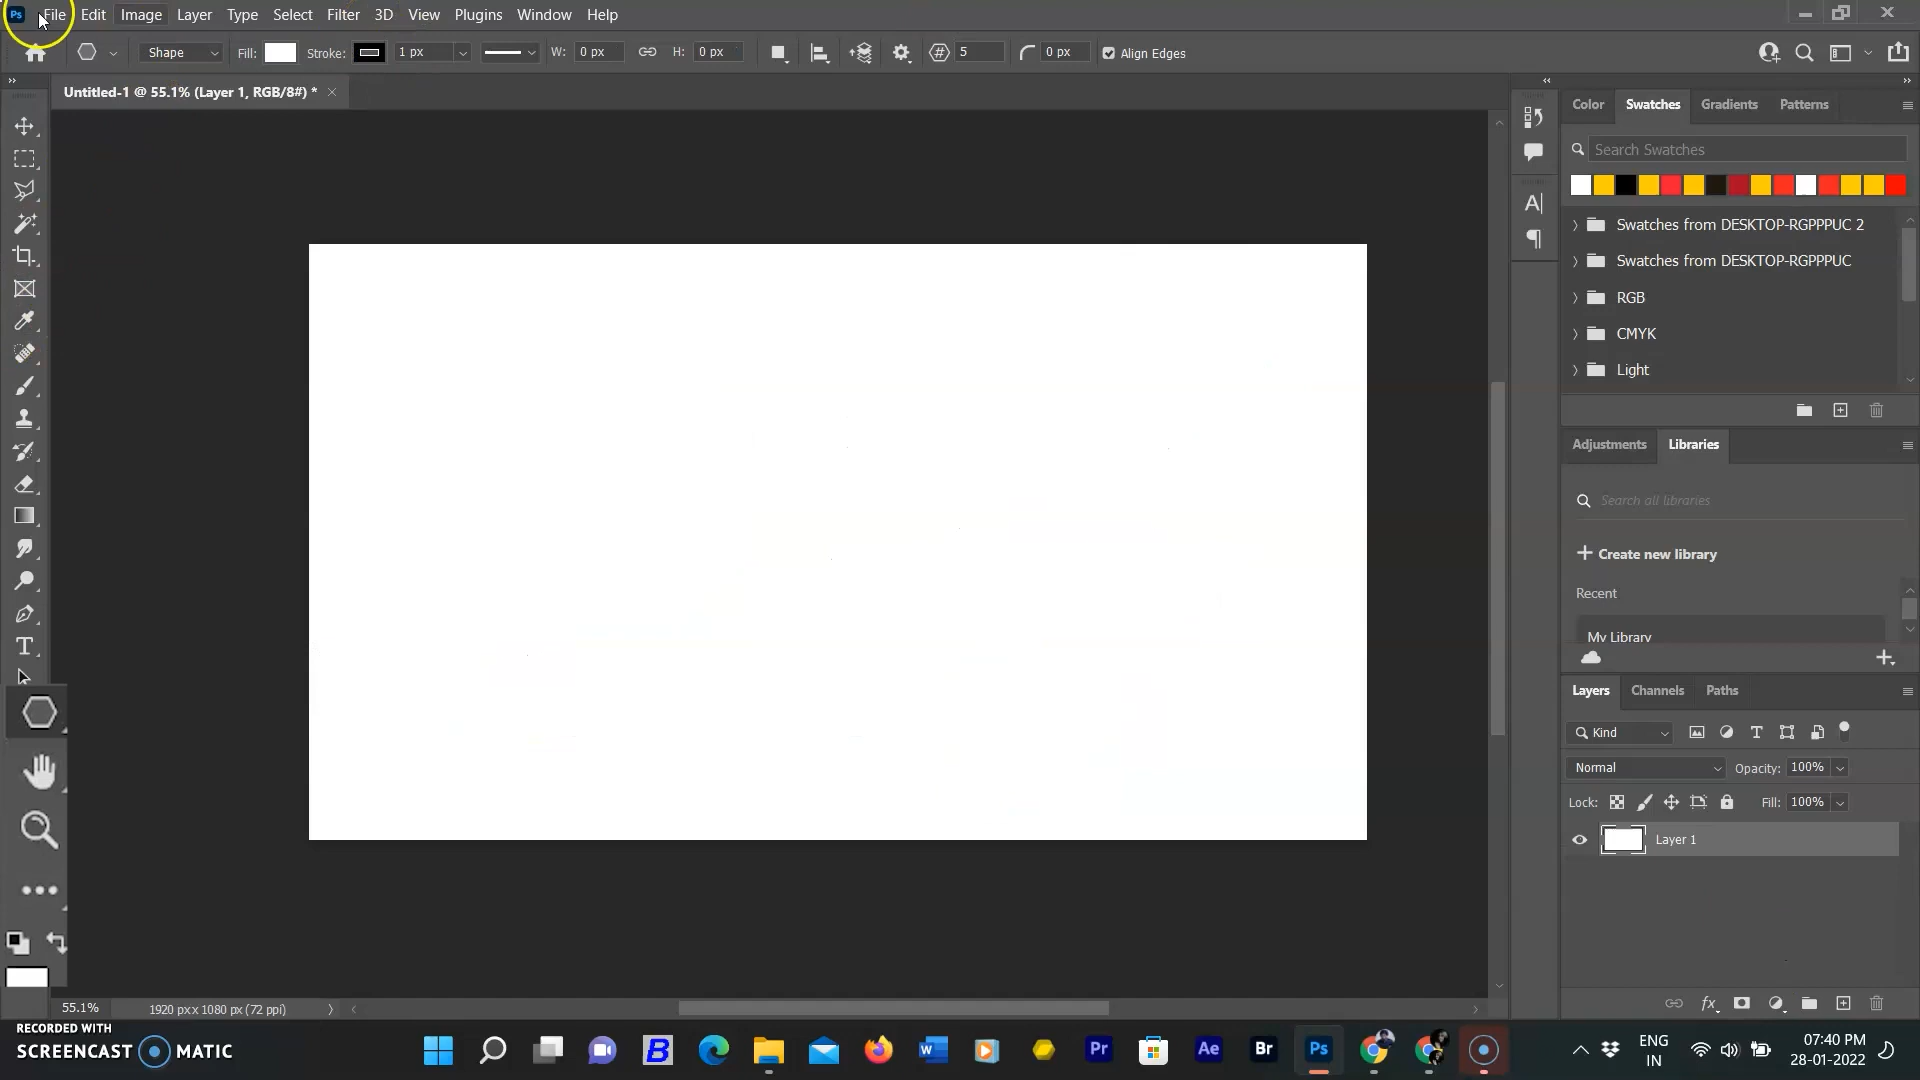 Ps File Edit Image Layer Type Select Filter 3D View Plugins Window Help
Shape Fill: Stroke: 1 px W: 0 px H: 0 px 5 0 px Align Edges
Untitled-1 @ 55.1% (Layer 1, RGB/8#) * ×
Color Swatches Gradients Patterns
Search Swatches
Swatches from DESKTOP-RGPPPUC 2
Swatches from DESKTOP-RGPPPUC
RGB
CMYK
Light
Adjustments Libraries
Search all libraries
Create new library
Recent
My Library
Layers Channels Paths
Kind
Normal Opacity: 100%
Lock: Fill: 100%
Layer 1
55.1% 1920 px x 1080 px (72 ppi)
RECORDED WITH
SCREENCAST MATIC
Pr Ae Br Ps
ENG
IN
07:40 PM
28-01-2022